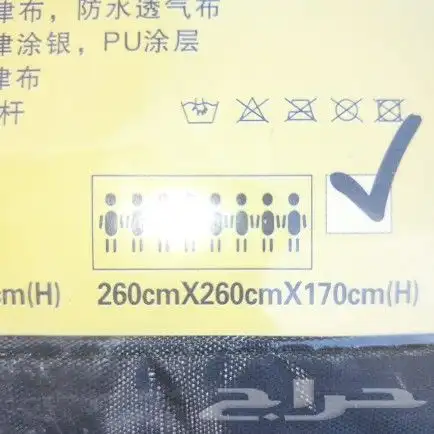 津布，防水透气布
津涂银，PU涂层
津布
杆
cm(H)
260cmX260cmX170cm(H)
حراج